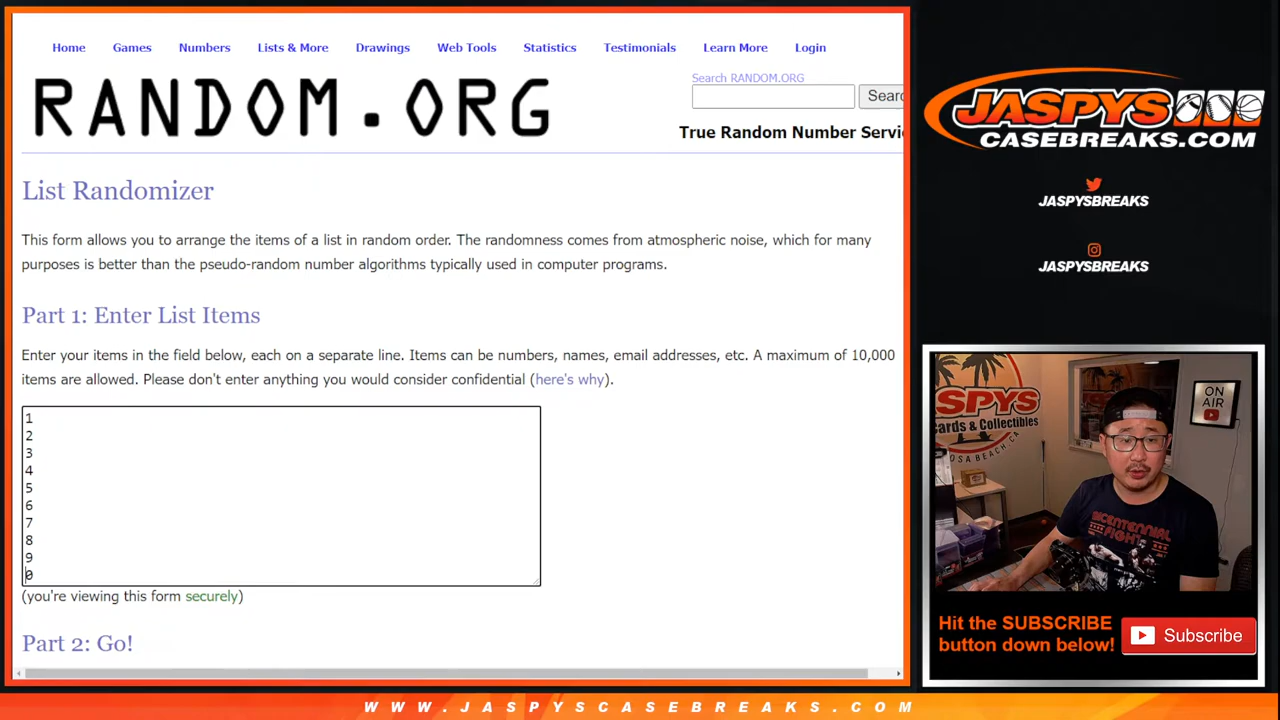 Home Games Numbers Lists & More Drawings Web Tools Statistics Testimonials Learn More Login
RANDOM.ORG
Search RANDOM.ORG
Searc
True Random Number Servi
List Randomizer
This form allows you to arrange the items of a list in random order. The randomness comes from atmospheric noise, which for many
purposes is better than the pseudo-random number algorithms typically used in computer programs.
Part 1: Enter List Items
Enter your items in the field below, each on a separate line. Items can be numbers, names, email addresses, etc. A maximum of 10,000
items are allowed. Please don't enter anything you would consider confidential (here's why).
1
2
3
4
5
6
7
8
9
0
(you're viewing this form securely)
Part 2: Go!
JASPYS
CASEBREAKS.COM
JASPYSBREAKS
JASPYSBREAKS
ON
AIR
BICENTENNIAL
FIGHT
Hit the SUBSCRIBE
button down below!
Subscribe
WWW.JASPYSCASEBREAKS.COM